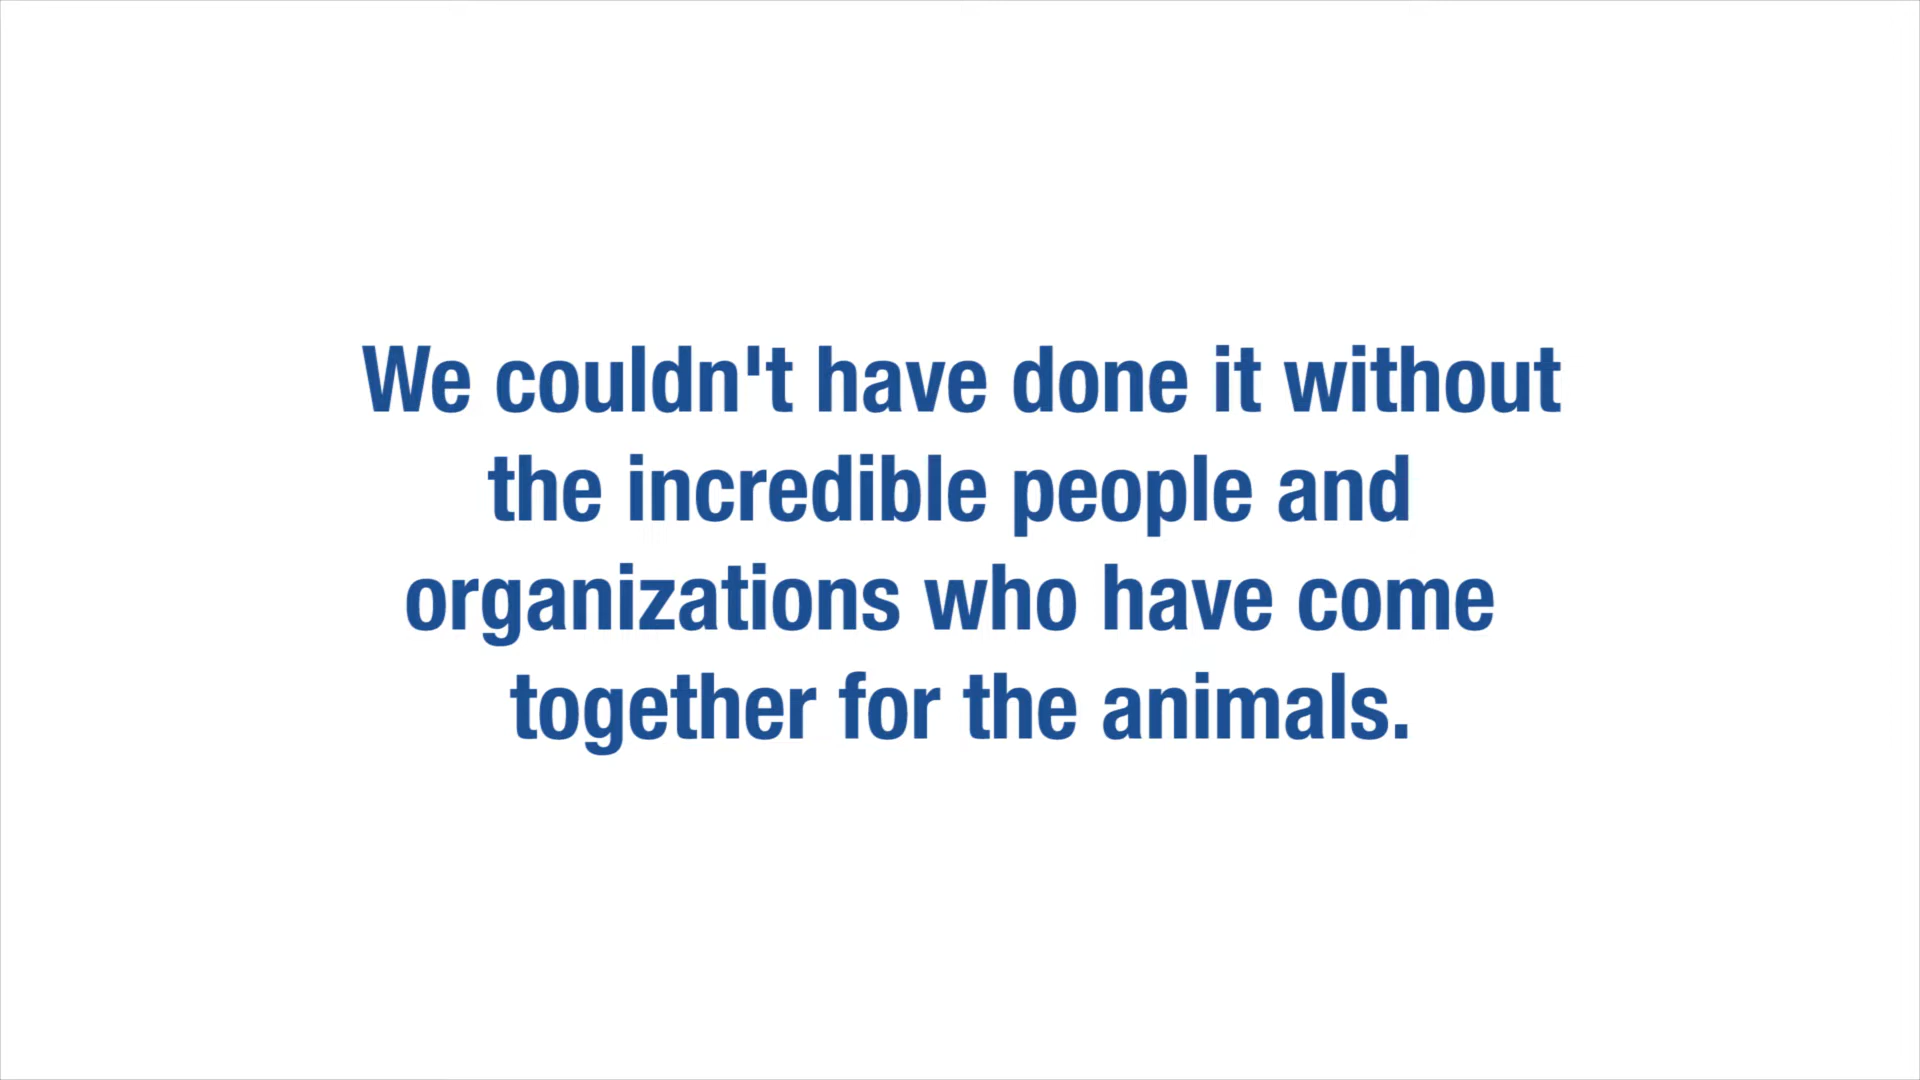 We couldn't have done it without
the incredible people and
organizations who have come
together for the animals.